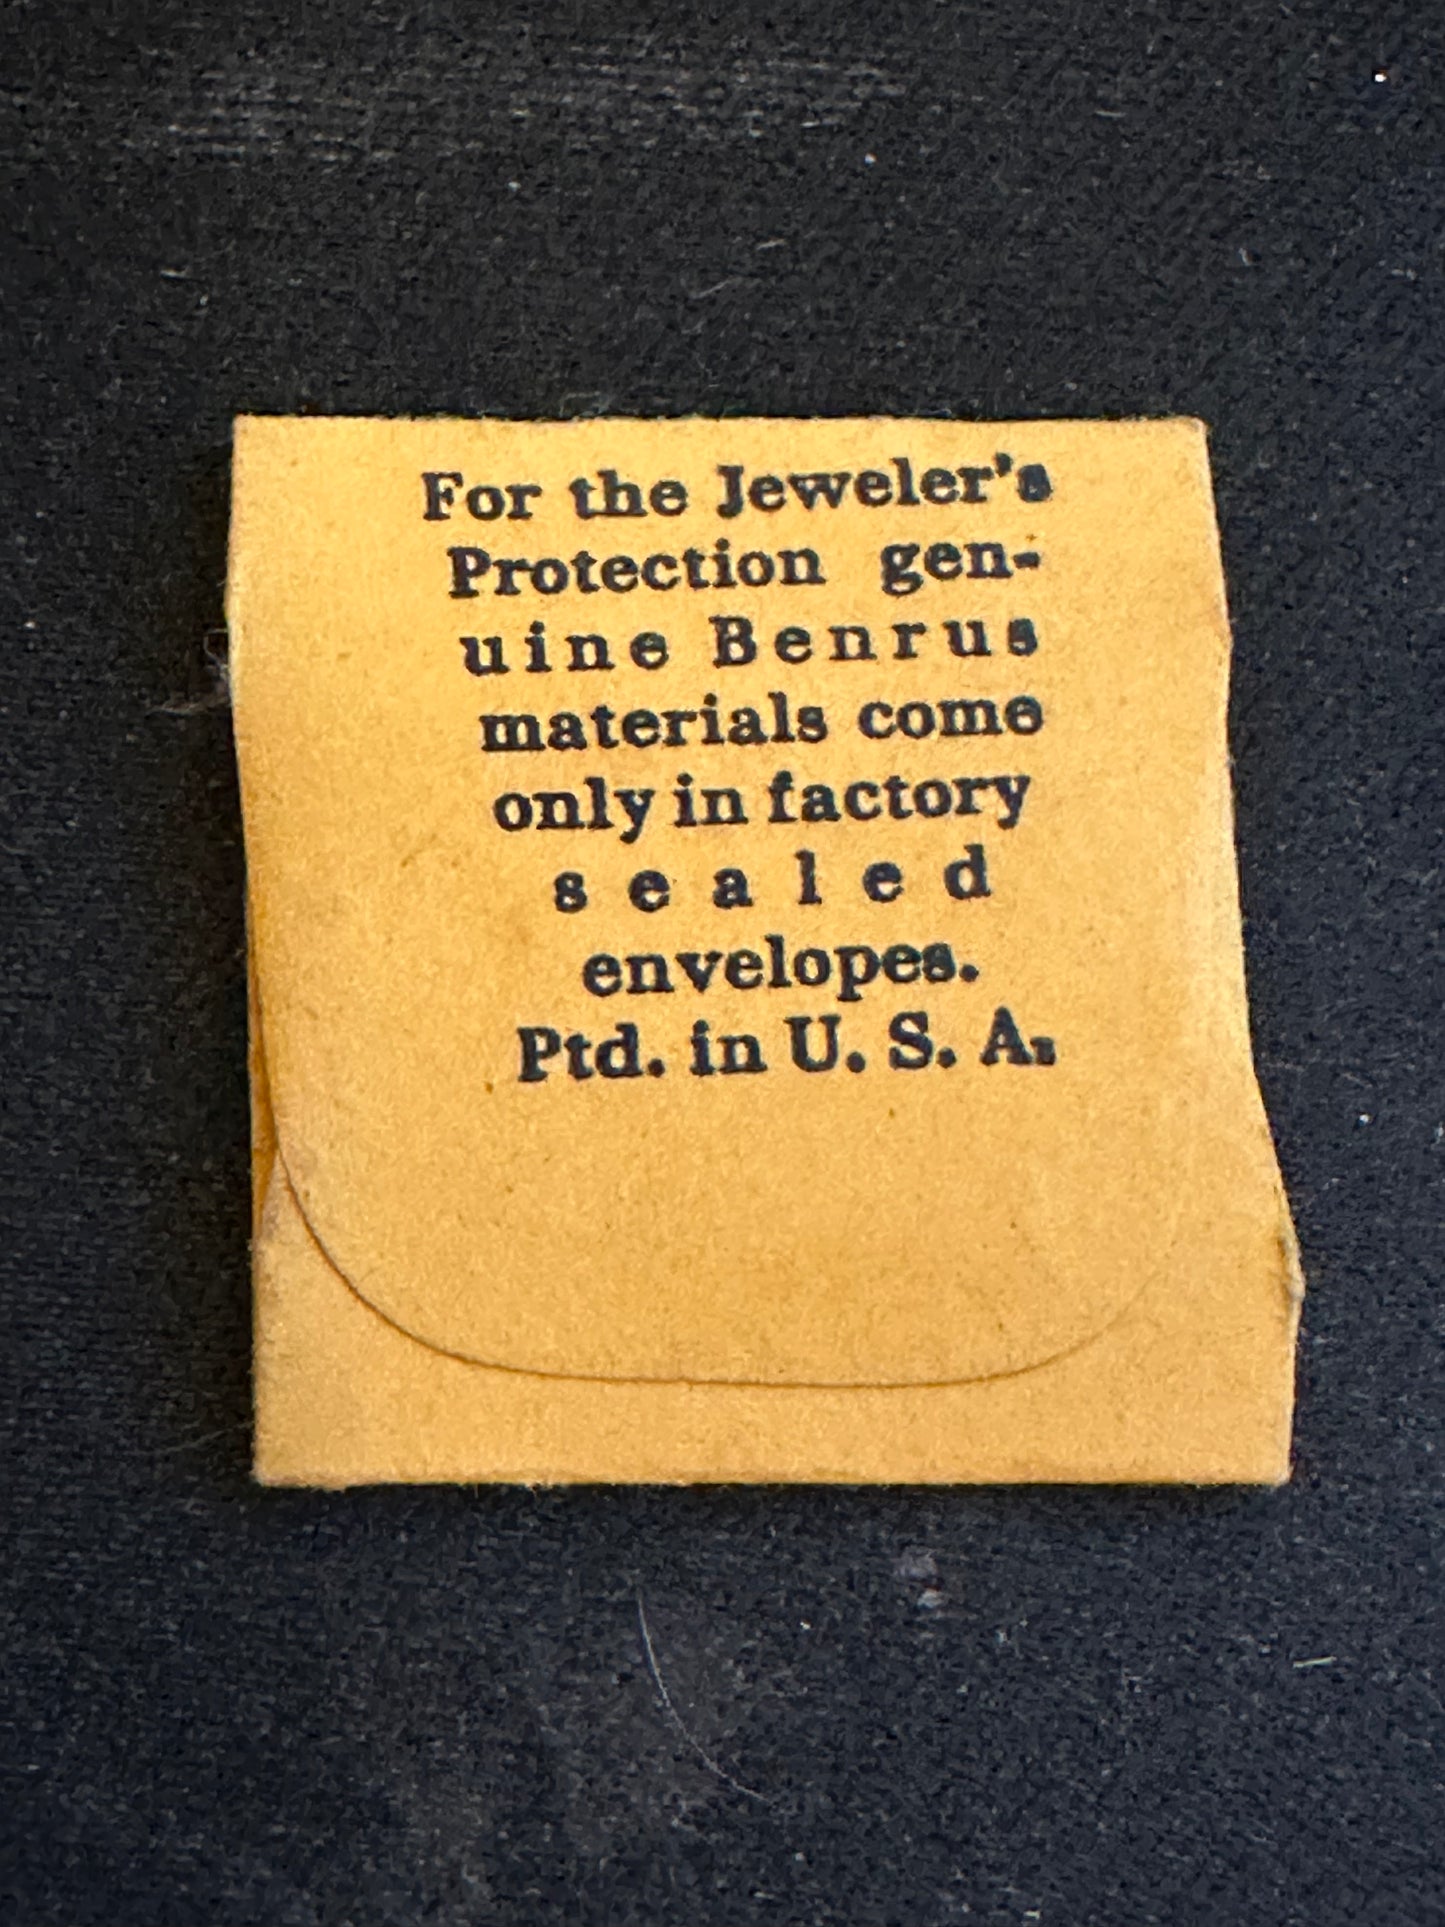 For the Jeweler's
Protection gen-
uine Benrus
materials come
only in factory
sealed
envelopes.
Ptd. in U. S. A.